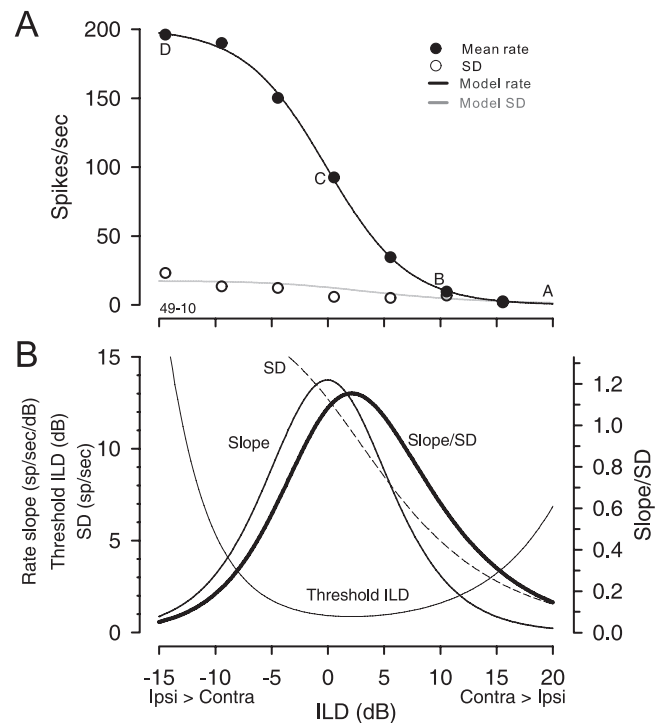 A
200
150
100
50
0
Spikes/sec
D
C
B
A
49-10
Mean rate
SD
Model rate
Model SD
B
15
10
5
0
Rate slope (sp/sec/dB)
Threshold ILD (dB)
SD (sp/sec)
SD
Slope
Slope/SD
Threshold ILD
1.2
1.0
0.8
0.6
0.4
0.2
0.0
Slope/SD
-15 -10 -5 0 5 10 15 20
Ipsi > Contra ILD (dB) Contra > Ipsi